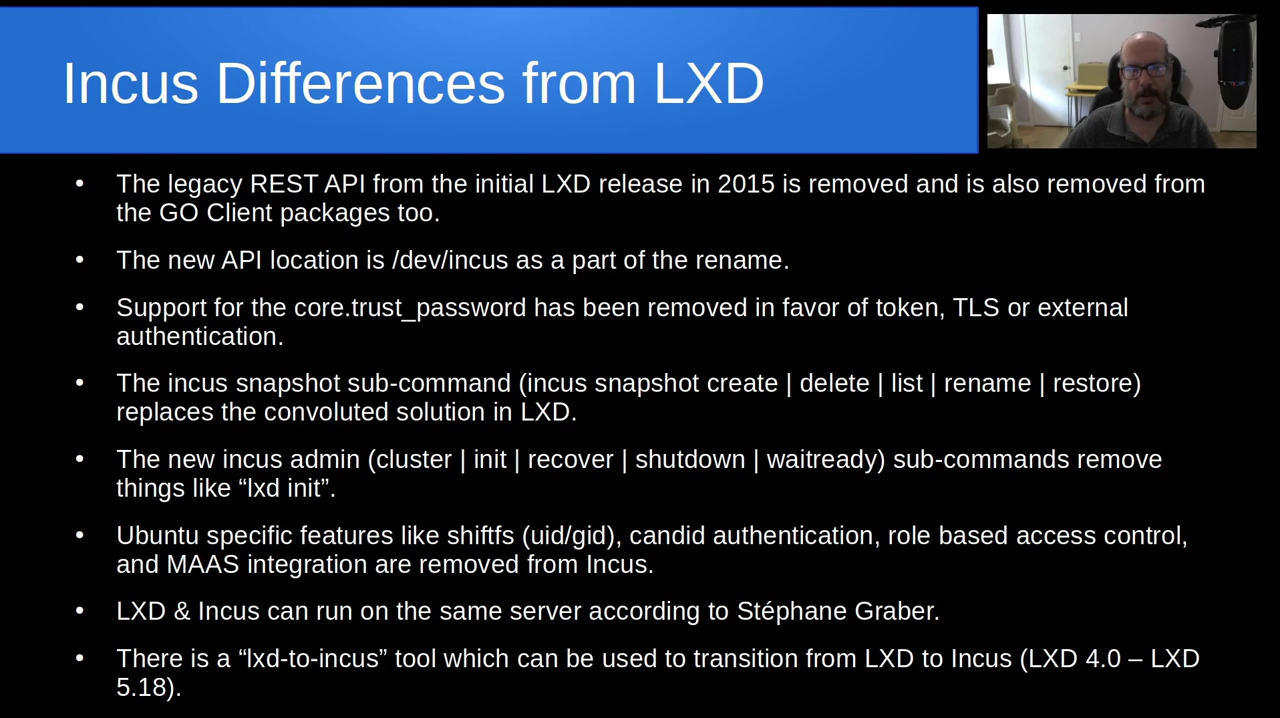 Incus Differences from LXD
• The legacy REST API from the initial LXD release in 2015 is removed and is also removed from
the GO Client packages too.
• The new API location is /dev/incus as a part of the rename.
• Support for the core.trust_password has been removed in favor of token, TLS or external
authentication.
• The incus snapshot sub-command (incus snapshot create | delete | list | rename | restore)
replaces the convoluted solution in LXD.
• The new incus admin (cluster | init | recover | shutdown | waitready) sub-commands remove
things like “lxd init”.
• Ubuntu specific features like shiftfs (uid/gid), candid authentication, role based access control,
and MAAS integration are removed from Incus.
• LXD & Incus can run on the same server according to Stéphane Graber.
• There is a “lxd-to-incus” tool which can be used to transition from LXD to Incus (LXD 4.0 – LXD
5.18).